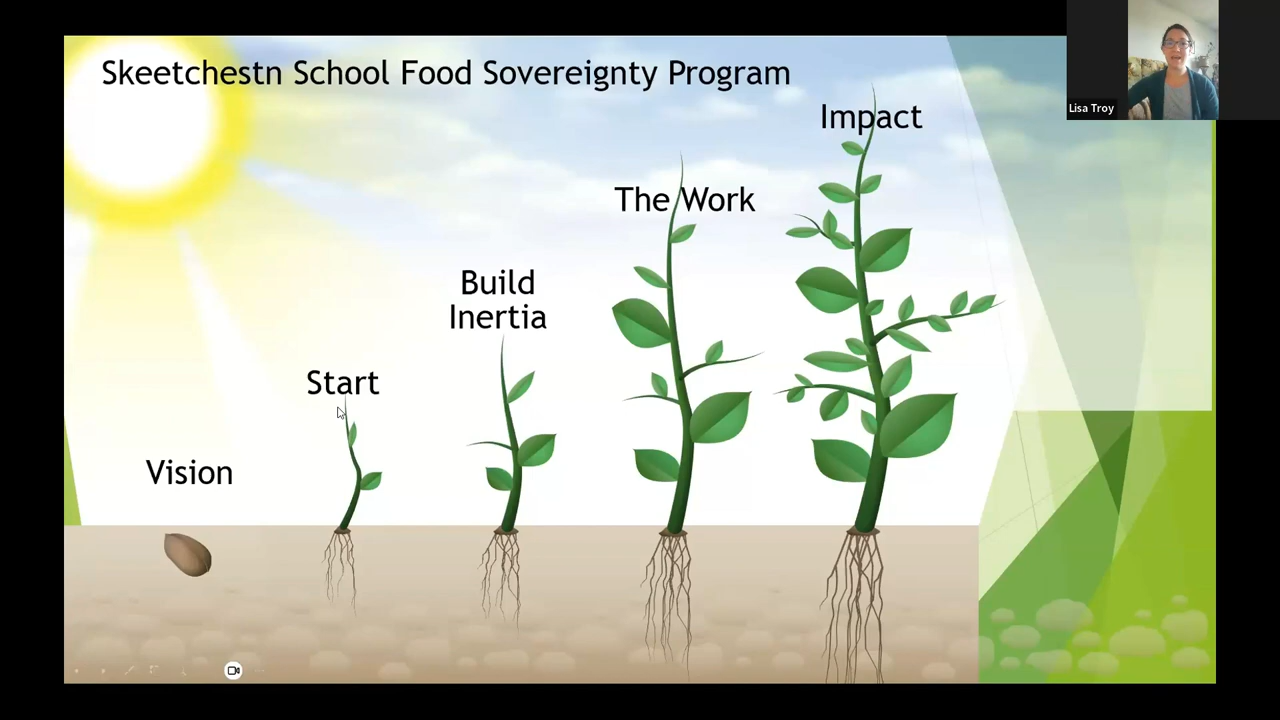 Skeetchestn School Food Sovereignty Program
Impact
The Work
Build
Inertia
Start
Vision
Lisa Troy